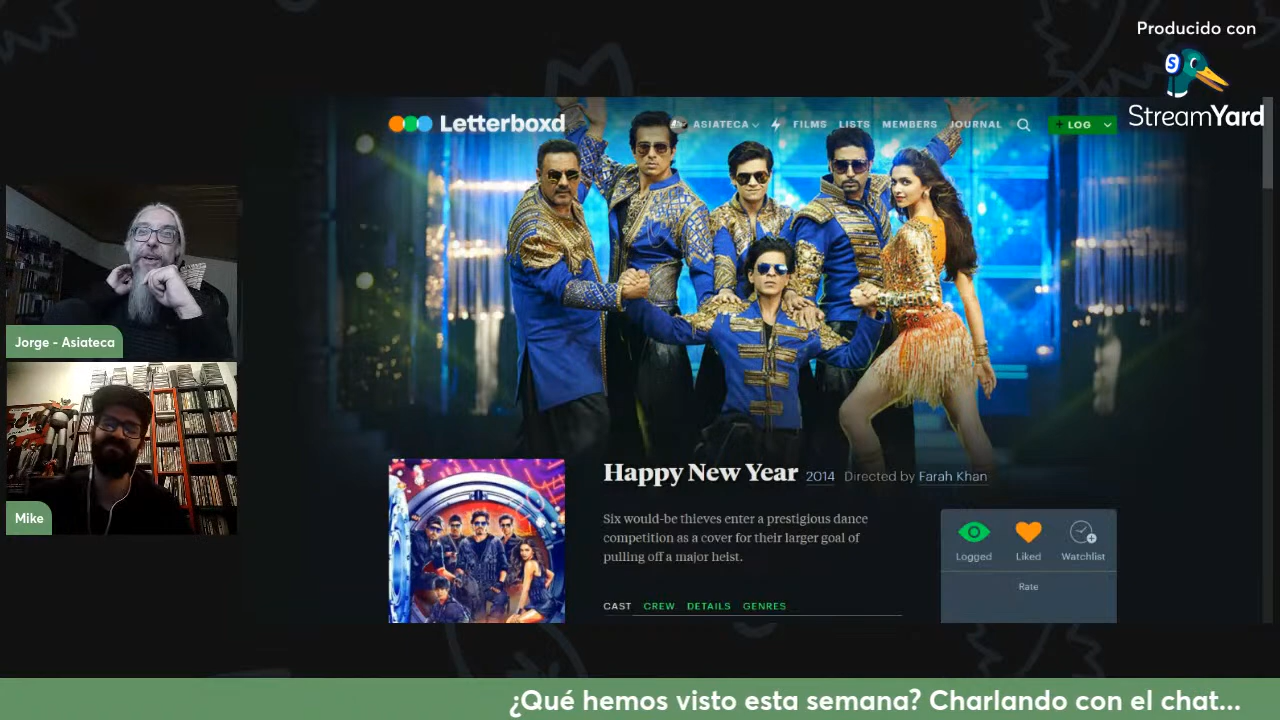 Producido con
StreamYard
Letterboxd
ASIATECA
FILMS
LISTS
MEMBERS
JOURNAL
+ LOG
Jorge - Asiateca
Mike
Happy New Year 2014 Directed by Farah Khan
Six would-be thieves enter a prestigious dance
competition as a cover for their larger goal of
pulling off a major heist.
CAST CREW DETAILS GENRES
Logged
Liked
Watchlist
Rate
¿Qué hemos visto esta semana? Charlando con el chat...